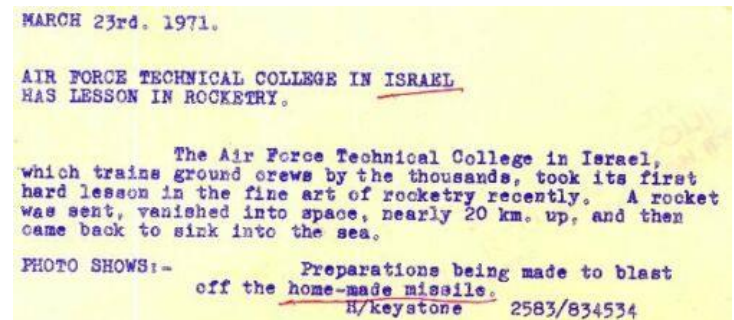 MARCH 23rd. 1971.
AIR FORCE TECHNICAL COLLEGE IN ISRAEL
HAS LESSON IN ROCKETRY.
The Air Force Technical College in Israel,
which trains ground crews by the thousands, took its first
hard lesson in the fine art of rocketry recently. A rocket
was sent, vanished into space, nearly 20 km. up, and then
came back to sink into the sea.
PHOTO SHOWS:- Preparations being made to blast
off the home-made missile.
H/keystone 2583/834534